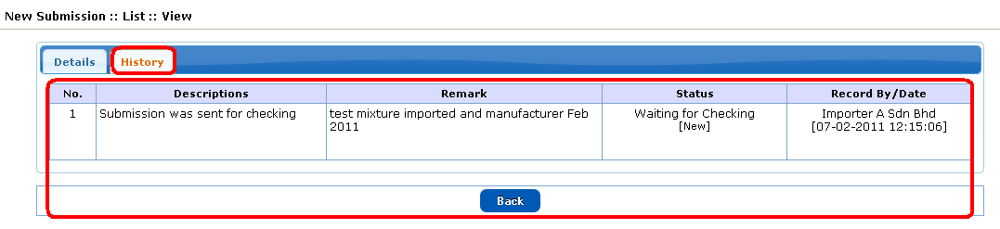 New Submission :: List :: View
Details History
No. Descriptions Remark Status Record By/Date
1 Submission was sent for checking test mixture imported and manufacturer Feb Waiting for Checking Importer A Sdn Bhd
2011 [New] [07-02-2011 12:15:06]
Back